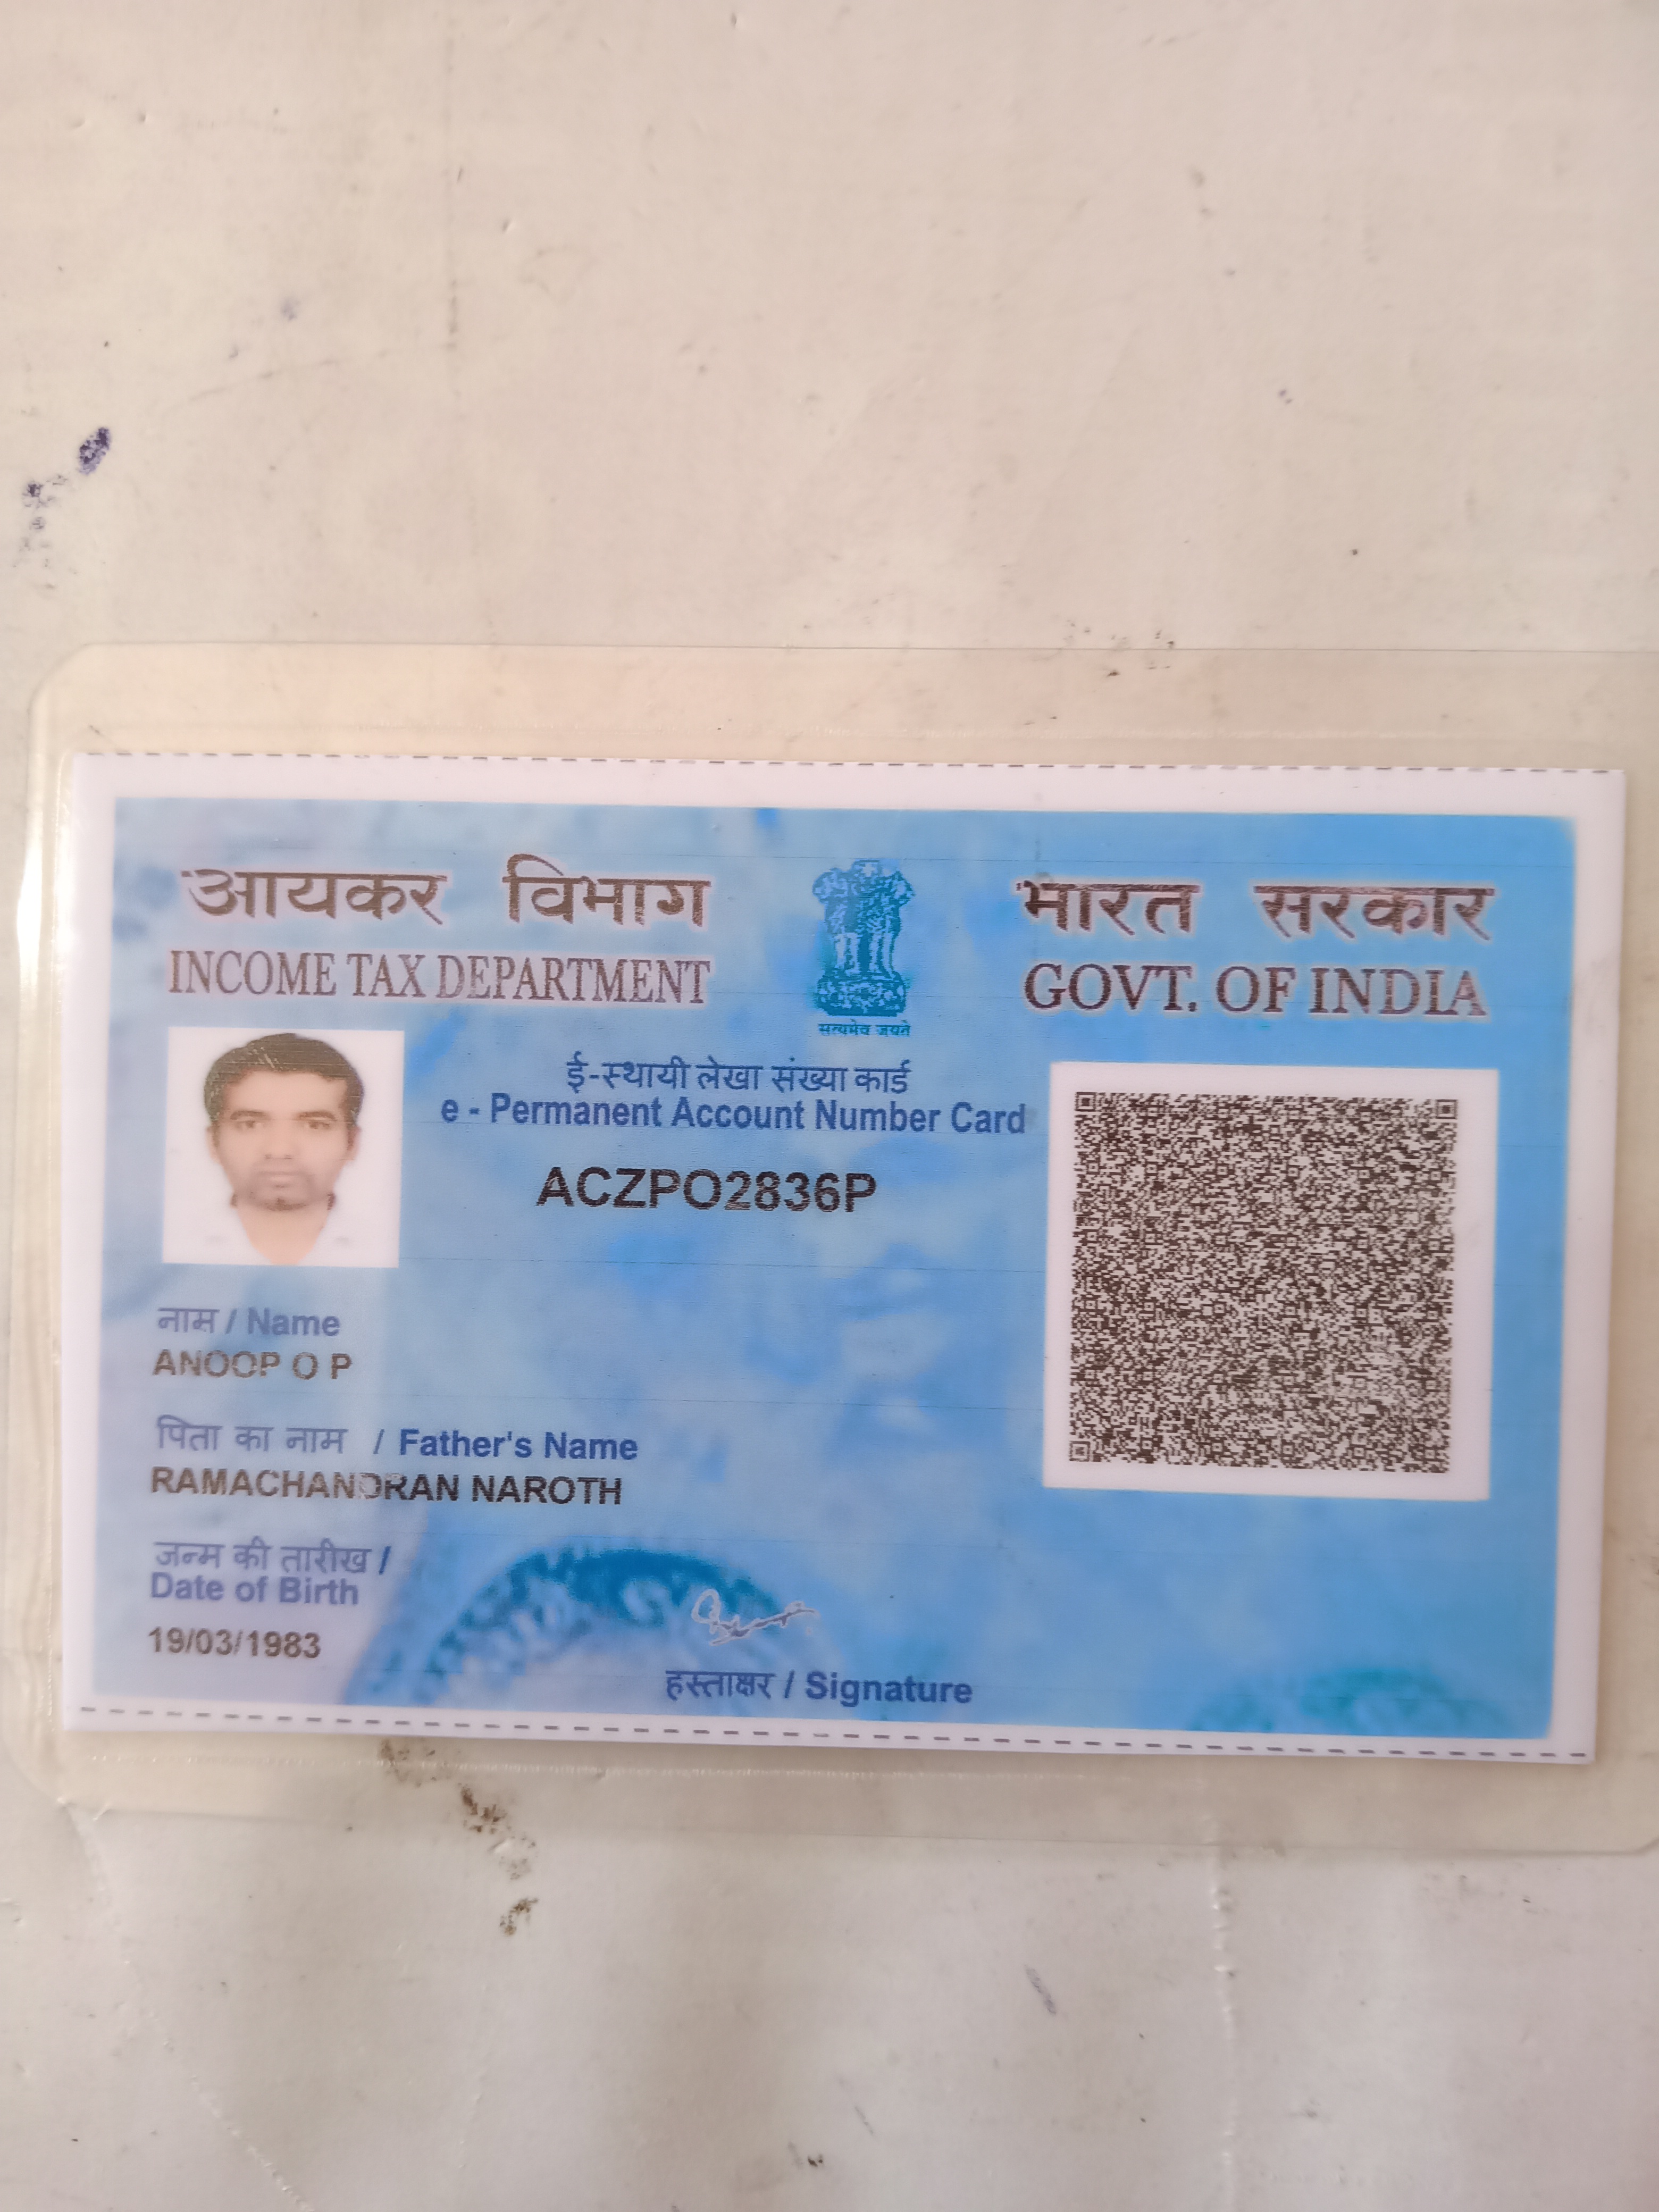 आयकर विभाग
INCOME TAX DEPARTMENT
सत्यमेव जयते
भारत सरकार
GOVT. OF INDIA
ई-स्थायी लेखा संख्या कार्ड
e - Permanent Account Number Card
ACZPO2836P
नाम / Name
ANOOP O P
पिता का नाम / Father's Name
RAMACHANDRAN NAROTH
जन्म की तारीख /
Date of Birth
19/03/1983
हस्ताक्षर / Signature